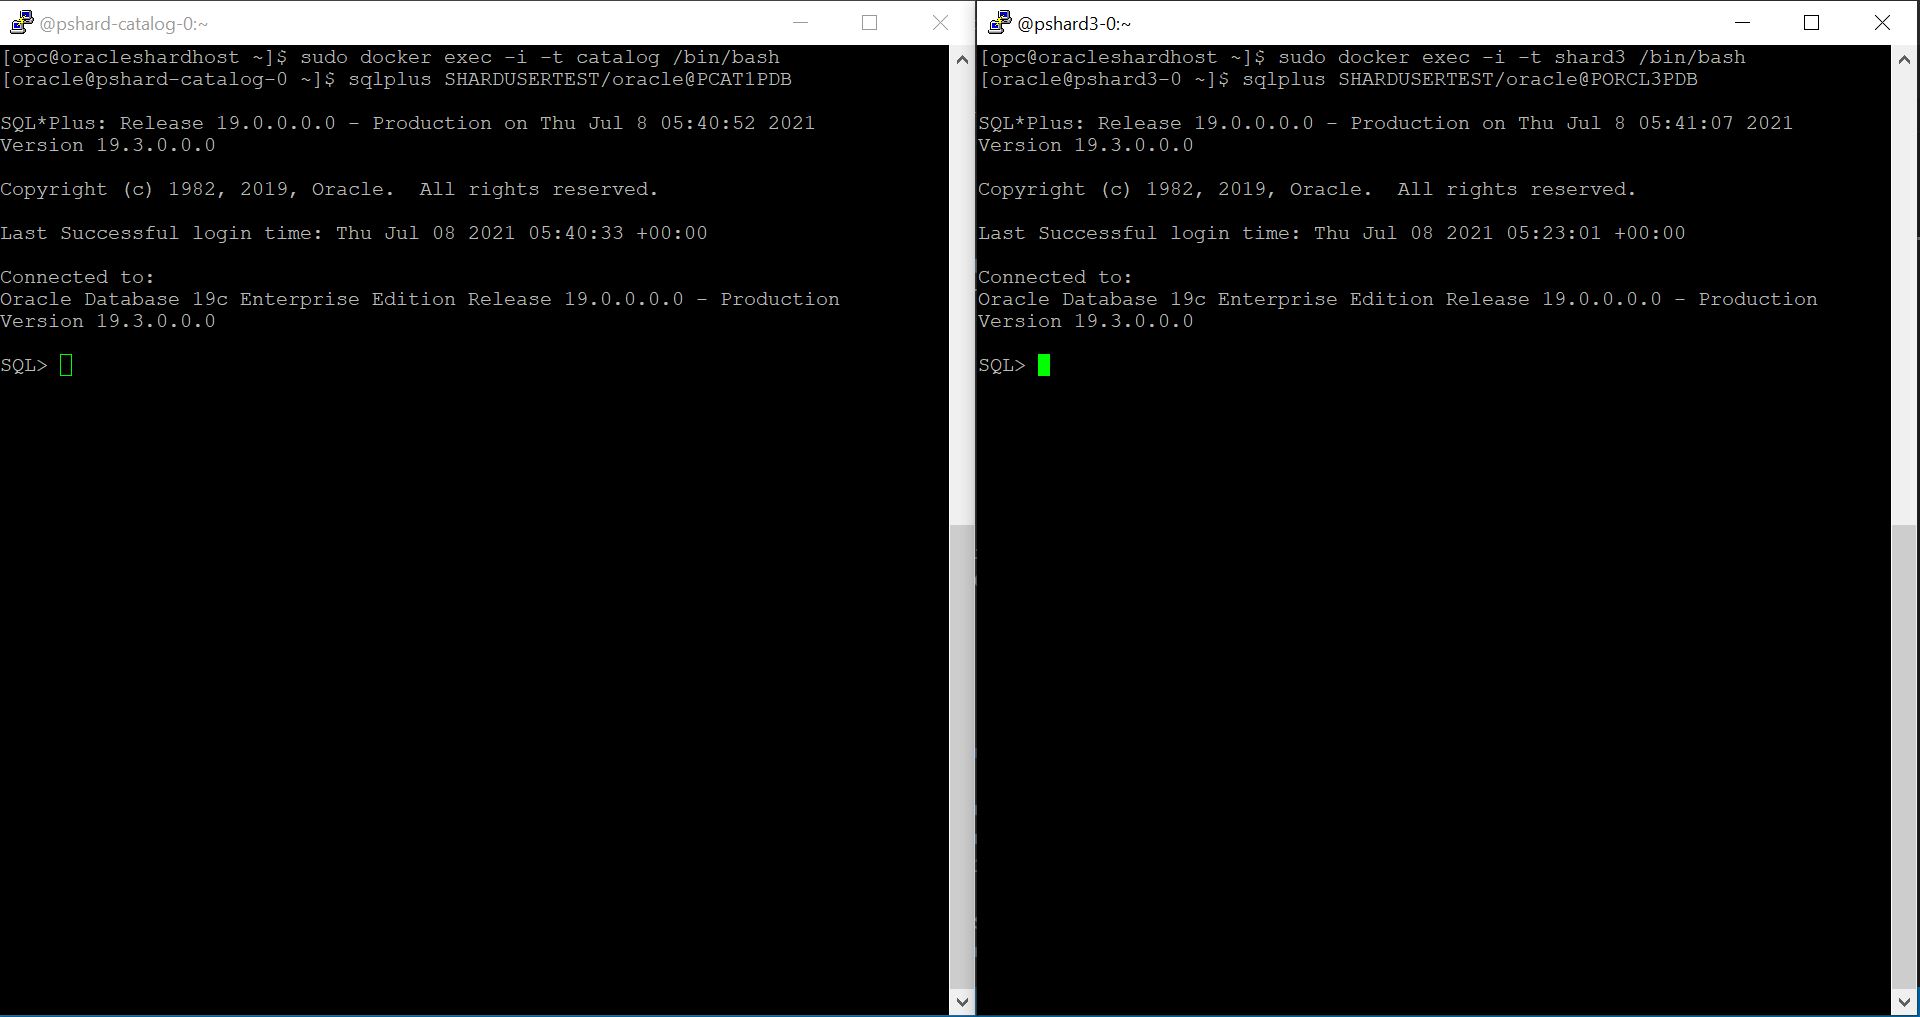 @pshard-catalog-0:~
[opc@oracleshardhost ~]$ sudo docker exec -i -t catalog /bin/bash
[oracle@pshard-catalog-0 ~]$ sqlplus SHARDUSERTEST/oracle@PCAT1PDB
SQL*Plus: Release 19.0.0.0.0 - Production on Thu Jul 8 05:40:52 2021
Version 19.3.0.0.0
Copyright (c) 1982, 2019, Oracle.  All rights reserved.
Last Successful login time: Thu Jul 08 2021 05:40:33 +00:00
Connected to:
Oracle Database 19c Enterprise Edition Release 19.0.0.0.0 - Production
Version 19.3.0.0.0
SQL>
@pshard3-0:~
[opc@oracleshardhost ~]$ sudo docker exec -i -t shard3 /bin/bash
[oracle@pshard3-0 ~]$ sqlplus SHARDUSERTEST/oracle@PORCL3PDB
SQL*Plus: Release 19.0.0.0.0 - Production on Thu Jul 8 05:41:07 2021
Version 19.3.0.0.0
Copyright (c) 1982, 2019, Oracle.  All rights reserved.
Last Successful login time: Thu Jul 08 2021 05:23:01 +00:00
Connected to:
Oracle Database 19c Enterprise Edition Release 19.0.0.0.0 - Production
Version 19.3.0.0.0
SQL>